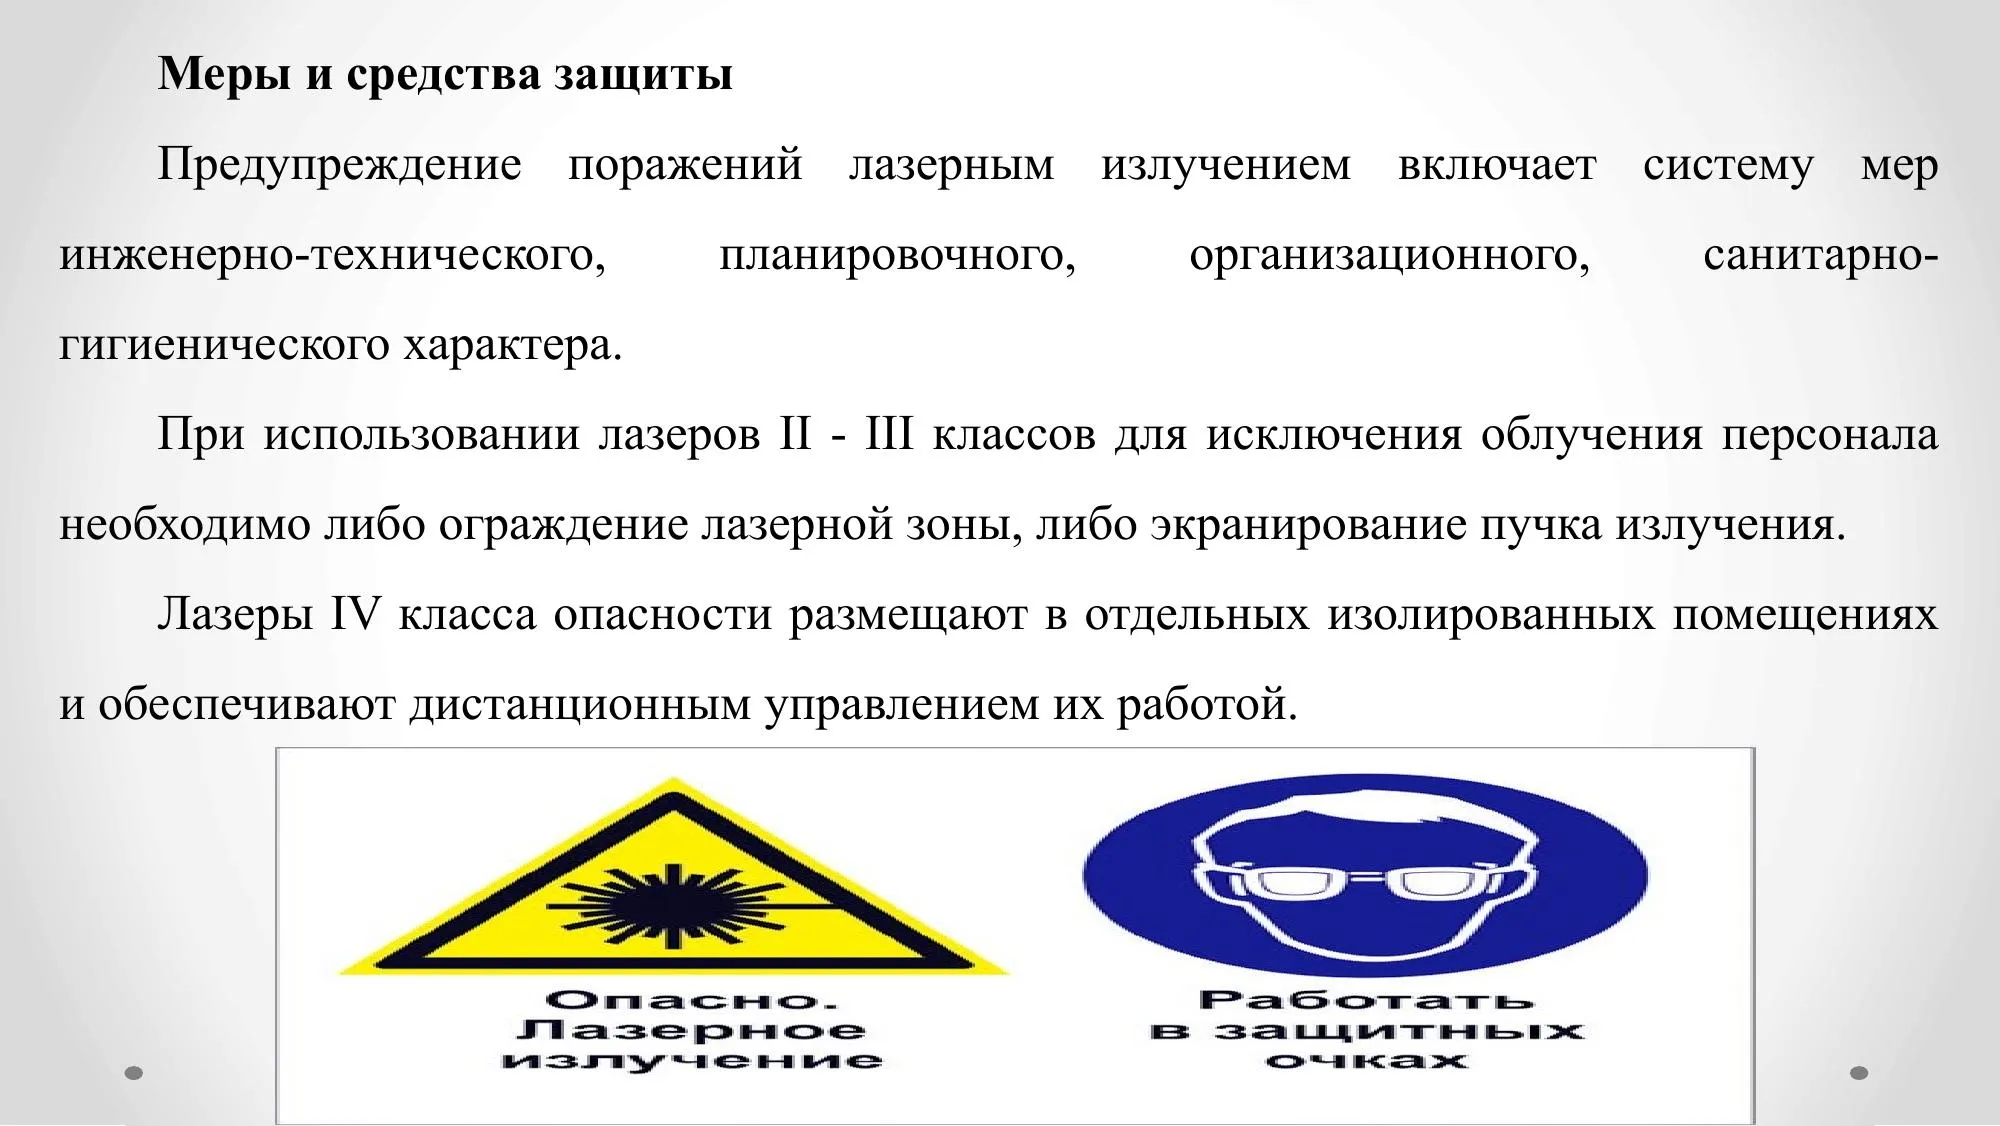 Меры и средства защиты
Предупреждение поражений лазерным излучением включает систему мер
инженерно-технического, планировочного, организационного, санитарно-
гигиенического характера.
При использовании лазеров II - III классов для исключения облучения персонала
необходимо либо ограждение лазерной зоны, либо экранирование пучка излучения.
Лазеры IV класса опасности размещают в отдельных изолированных помещениях
и обеспечивают дистанционным управлением их работой.
Опасно.
Лазерное
излучение
Работать
в защитных
очках